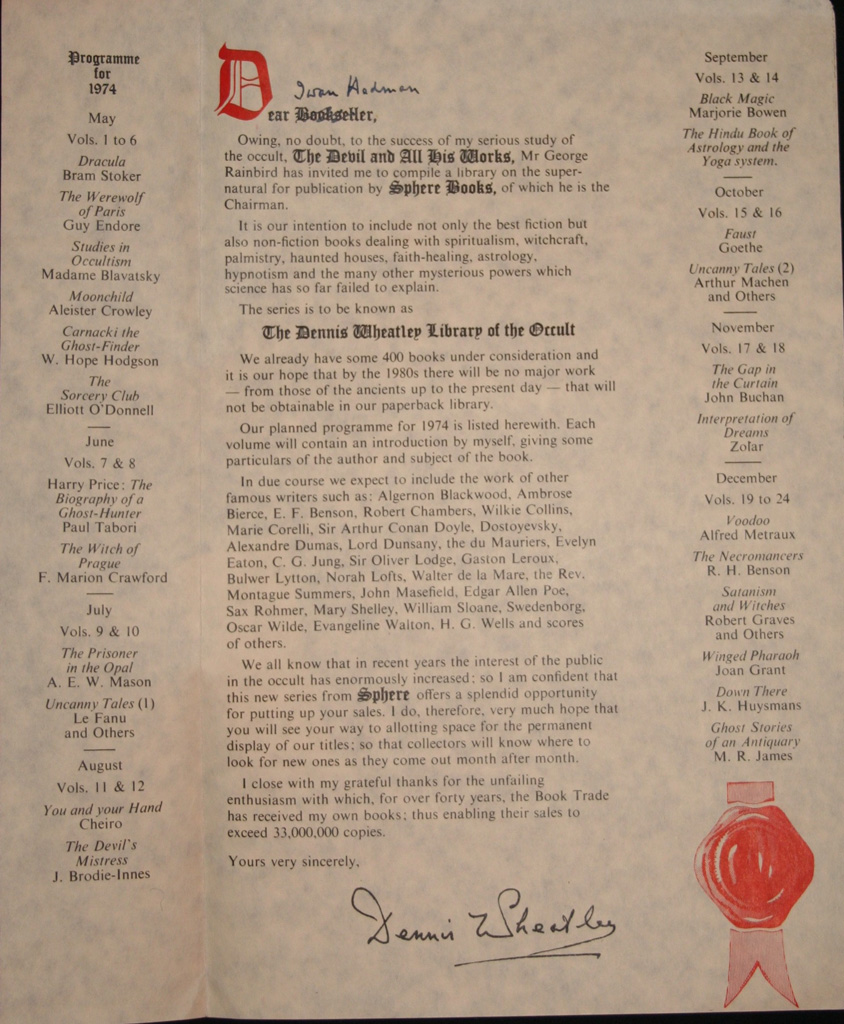 Programme
for
1974
May
Vols. 1 to 6
Dracula
Bram Stoker
The Werewolf
of Paris
Guy Endore
Studies in
Occultism
Madame Blavatsky
Moonchild
Aleister Crowley
Carnacki the
Ghost-Finder
W. Hope Hodgson
The
Sorcery Club
Elliott O'Donnell
June
Vols. 7 & 8
Harry Price: The
Biography of a
Ghost-Hunter
Paul Tabori
The Witch of
Prague
F. Marion Crawford
July
Vols. 9 & 10
The Prisoner
in the Opal
A. E. W. Mason
Uncanny Tales (1)
Le Fanu
and Others
August
Vols. 11 & 12
You and your Hand
Cheiro
The Devil's
Mistress
J. Brodie-Innes
Iwan Hedman
Dear Bookseller,
Owing, no doubt, to the success of my serious study of
the occult, The Devil and All His Works, Mr George
Rainbird has invited me to compile a library on the super-
natural for publication by Sphere Books, of which he is the
Chairman.
It is our intention to include not only the best fiction but
also non-fiction books dealing with spiritualism, witchcraft,
palmistry, haunted houses, faith-healing, astrology,
hypnotism and the many other mysterious powers which
science has so far failed to explain.
The series is to be known as
The Dennis Wheatley Library of the Occult
We already have some 400 books under consideration and
it is our hope that by the 1980s there will be no major work
— from those of the ancients up to the present day — that will
not be obtainable in our paperback library.
Our planned programme for 1974 is listed herewith. Each
volume will contain an introduction by myself, giving some
particulars of the author and subject of the book.
In due course we expect to include the work of other
famous writers such as: Algernon Blackwood, Ambrose
Bierce, E. F. Benson, Robert Chambers, Wilkie Collins,
Marie Corelli, Sir Arthur Conan Doyle, Dostoyevsky,
Alexandre Dumas, Lord Dunsany, the du Mauriers, Evelyn
Eaton, C. G. Jung, Sir Oliver Lodge, Gaston Leroux,
Bulwer Lytton, Norah Lofts, Walter de la Mare, the Rev.
Montague Summers, John Masefield, Edgar Allen Poe,
Sax Rohmer, Mary Shelley, William Sloane, Swedenborg,
Oscar Wilde, Evangeline Walton, H. G. Wells and scores
of others.
We all know that in recent years the interest of the public
in the occult has enormously increased; so I am confident that
this new series from Sphere offers a splendid opportunity
for putting up your sales. I do, therefore, very much hope that
you will see your way to allotting space for the permanent
display of our titles; so that collectors will know where to
look for new ones as they come out month after month.
I close with my grateful thanks for the unfailing
enthusiasm with which, for over forty years, the Book Trade
has received my own books; thus enabling their sales to
exceed 33,000,000 copies.
Yours very sincerely,
Dennis Wheatley
September
Vols. 13 & 14
Black Magic
Marjorie Bowen
The Hindu Book of
Astrology and the
Yoga system.
October
Vols. 15 & 16
Faust
Goethe
Uncanny Tales (2)
Arthur Machen
and Others
November
Vols. 17 & 18
The Gap in
the Curtain
John Buchan
Interpretation of
Dreams
Zolar
December
Vols. 19 to 24
Voodoo
Alfred Metraux
The Necromancers
R. H. Benson
Satanism
and Witches
Robert Graves
and Others
Winged Pharaoh
Joan Grant
Down There
J. K. Huysmans
Ghost Stories
of an Antiquary
M. R. James